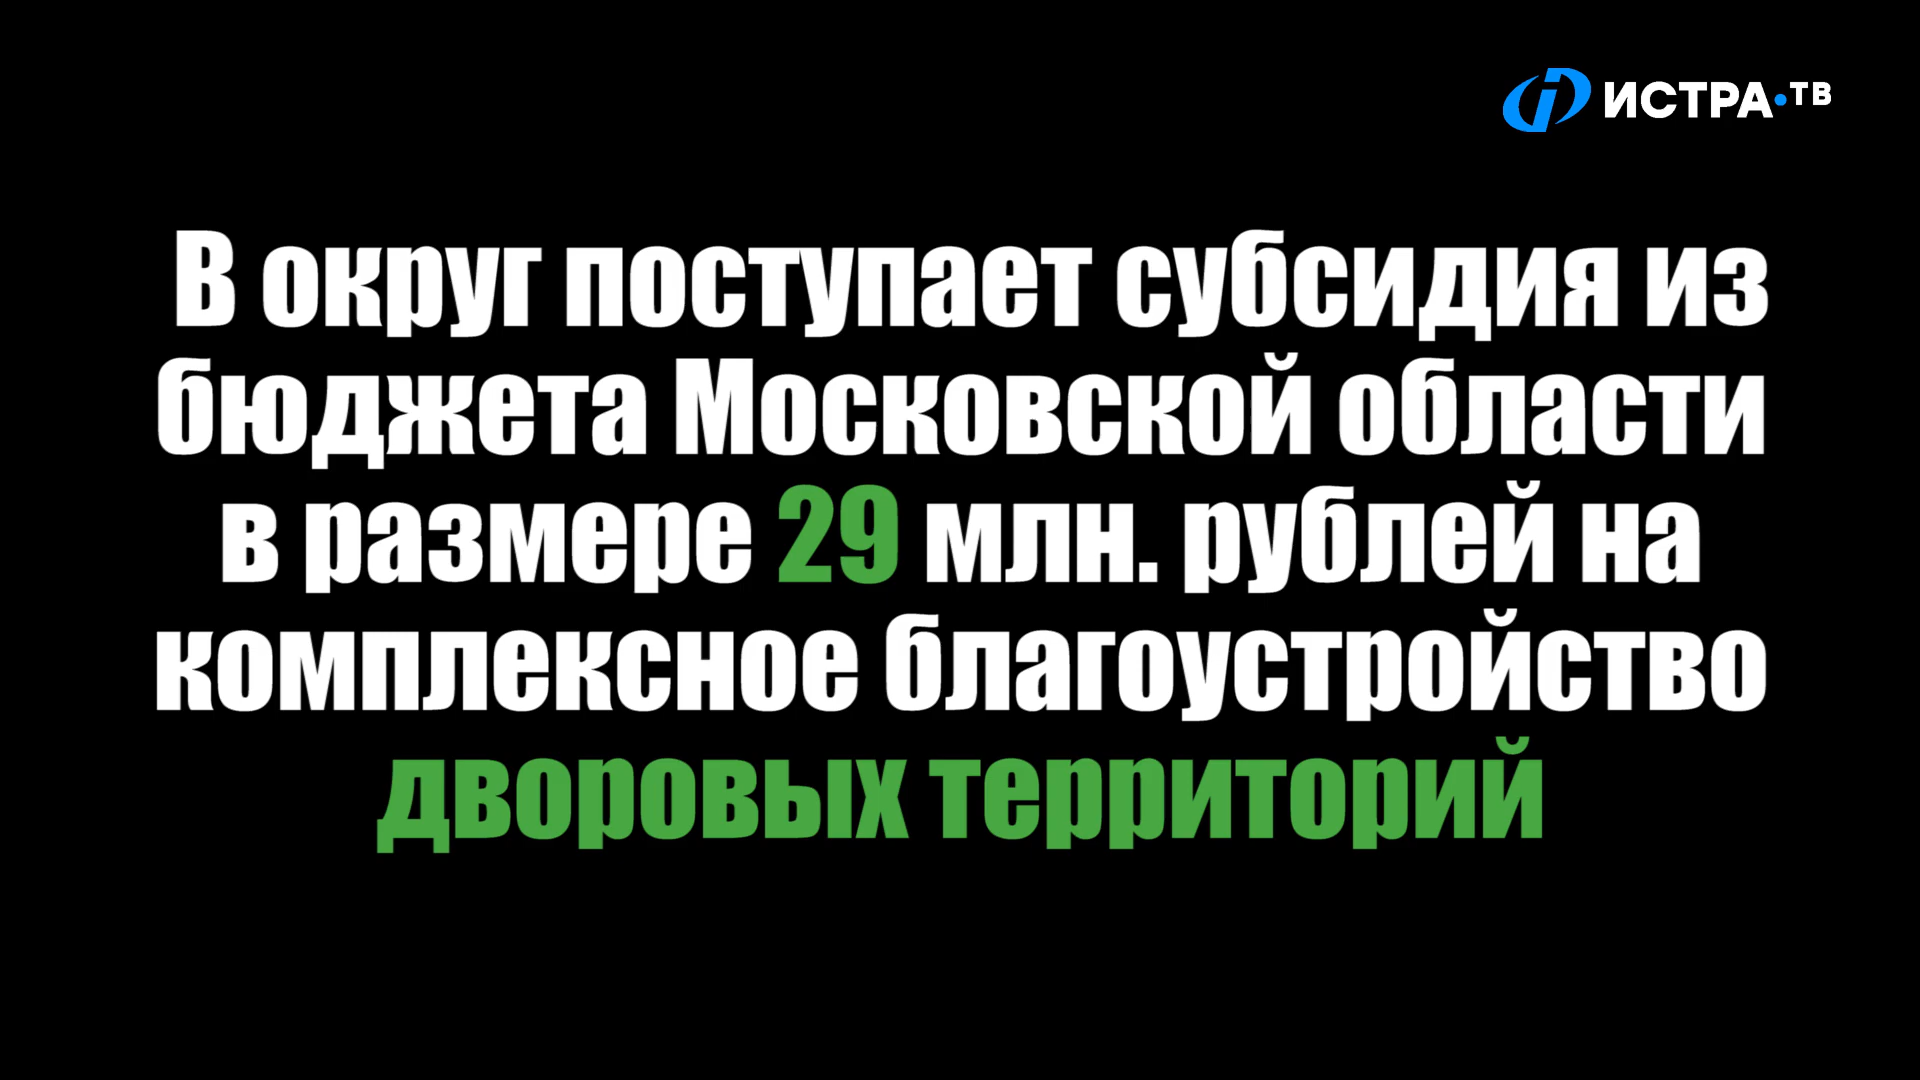 ИСТРА•ТВ
В округ поступает субсидия из
бюджета Московской области
в размере 29 млн. рублей на
комплексное благоустройство
дворовых территорий